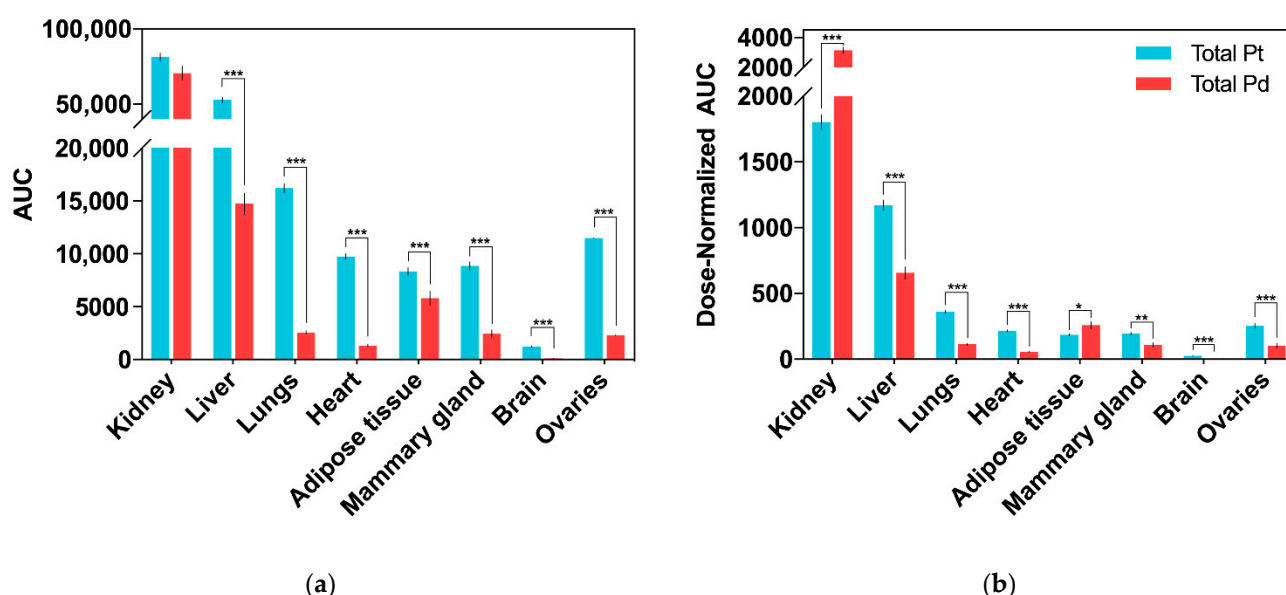 100,000
50,000
20,000
15,000
10,000
5000
0
AUC
***
***
***
***
***
***
***
Kidney
Liver
Lungs
Heart
Adipose tissue
Mammary gland
Brain
Ovaries
(a)
4000
2000
2000
1500
1000
500
0
Dose-Normalized AUC
Total Pt
Total Pd
***
***
***
***
*
**
***
***
Kidney
Liver
Lungs
Heart
Adipose tissue
Mammary gland
Brain
Ovaries
(b)